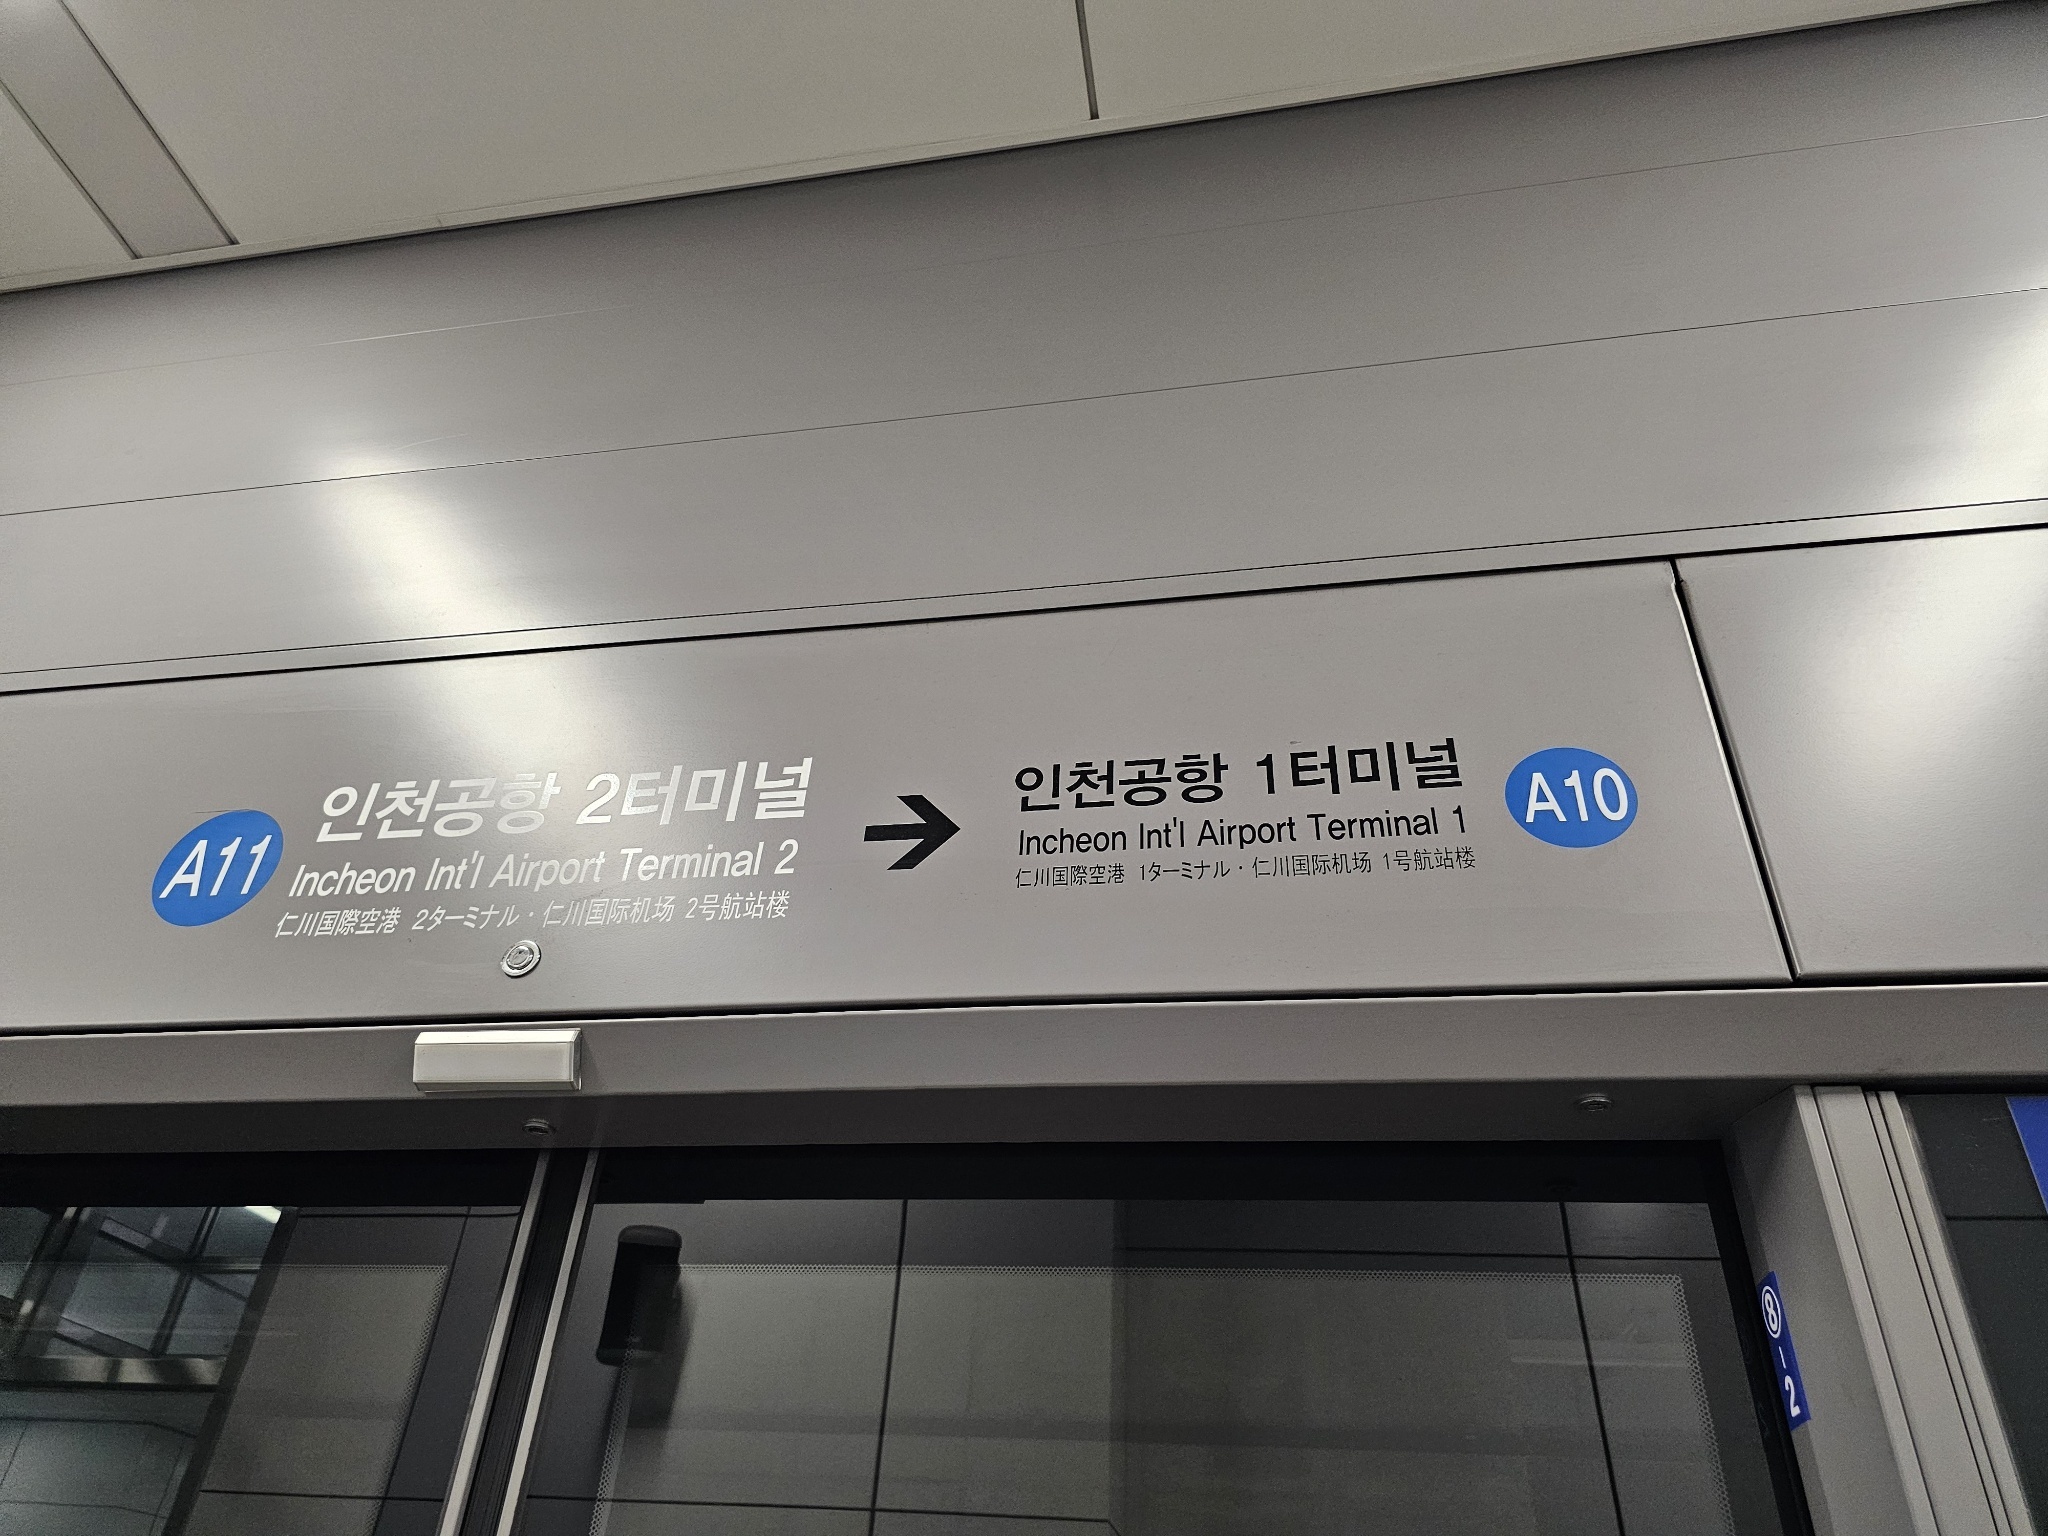 A11
인천공항 2터미널
Incheon Int'l Airport Terminal 2
仁川国際空港 2ターミナル · 仁川国际机场 2号航站楼
→
인천공항 1터미널
Incheon Int'l Airport Terminal 1
仁川国際空港 1ターミナル · 仁川国际机场 1号航站楼
A10
⑧-2